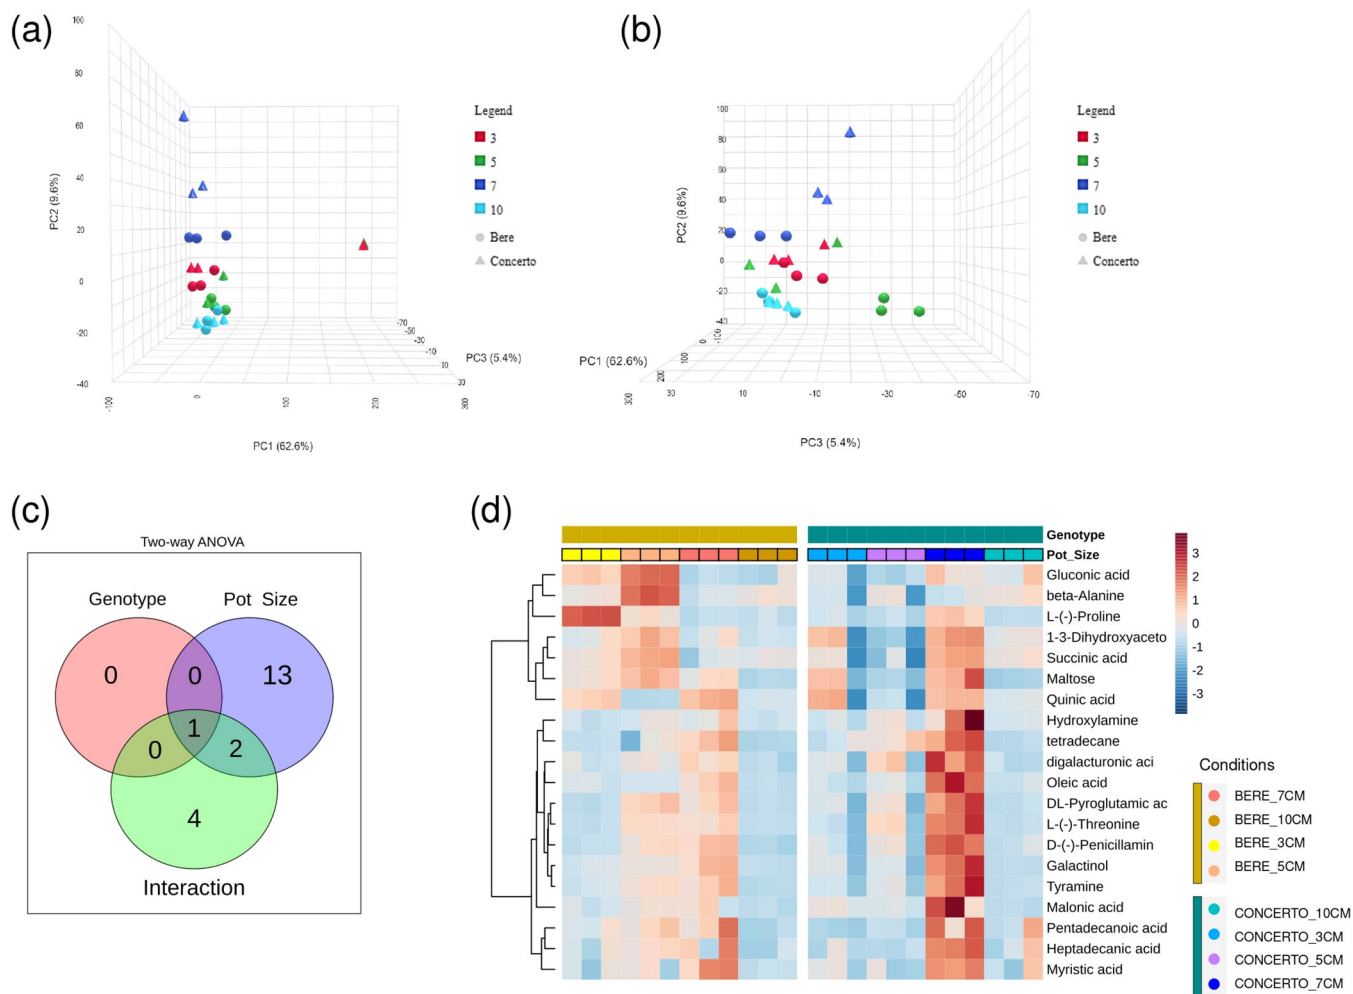 (a)
100
80
60
40
20
0
-20
-40
PC2 (9.6%)
-100
0
100
200
300
PC1 (62.6%)
-70
-50
-30
-10
10
30
PC3 (5.4%)
Legend
3
5
7
10
Bere
Concerto
(b)
100
80
60
40
20
0
-20
-40
PC2 (9.6%)
-100
0
100
200
300
PC1 (62.6%)
30
10
-10
-30
-50
-70
PC3 (5.4%)
Legend
3
5
7
10
Bere
Concerto
(c)
Two-way ANOVA
Genotype
Pot_Size
0
0
13
1
0
2
4
Interaction
(d)
Genotype
Pot_Size
Gluconic acid
beta-Alanine
L-(-)-Proline
1-3-Dihydroxyaceto
Succinic acid
Maltose
Quinic acid
Hydroxylamine
tetradecane
digalacturonic aci
Oleic acid
DL-Pyroglutamic ac
L-(-)-Threonine
D-(-)-Penicillamin
Galactinol
Tyramine
Malonic acid
Pentadecanoic acid
Heptadecanic acid
Myristic acid
3
2
1
0
-1
-2
-3
Conditions
BERE_7CM
BERE_10CM
BERE_3CM
BERE_5CM
CONCERTO_10CM
CONCERTO_3CM
CONCERTO_5CM
CONCERTO_7CM